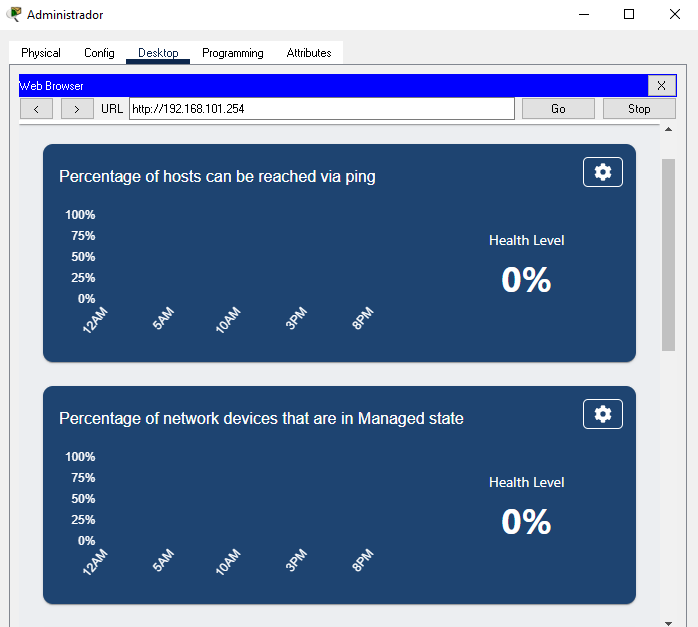 Administrador
Physical Config Desktop Programming Attributes
Web Browser X
< > URL http://192.168.101.254 Go Stop
Percentage of hosts can be reached via ping
100%
75%
50%
25%
0%
12AM 5AM 10AM 3PM 8PM
Health Level
0%
Percentage of network devices that are in Managed state
100%
75%
50%
25%
0%
12AM 5AM 10AM 3PM 8PM
Health Level
0%